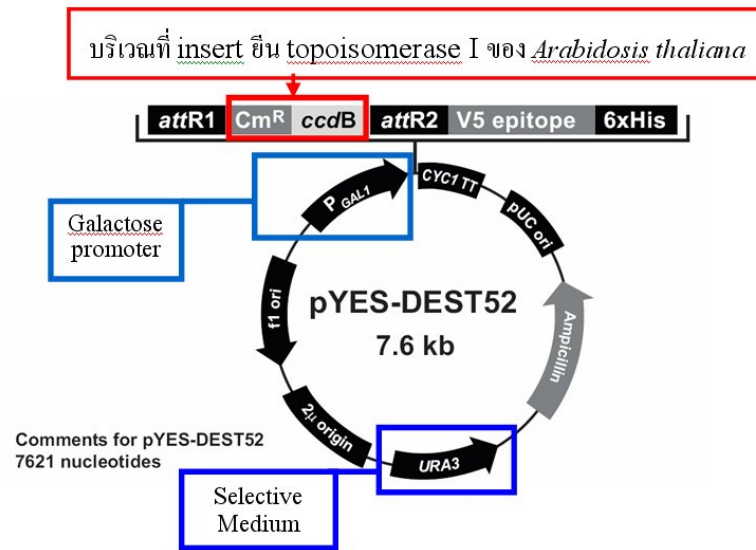 บริเวณที่ insert ยีน topoisomerase I ของ Arabidosis thaliana
attR1 CmR ccdB attR2 V5 epitope 6xHis
PGAL1
CYC1 TT
pUC ori
Galactose
promoter
f1 ori
pYES-DEST52
7.6 kb
Ampicillin
2µ origin
URA3
Comments for pYES-DEST52
7621 nucleotides
Selective
Medium